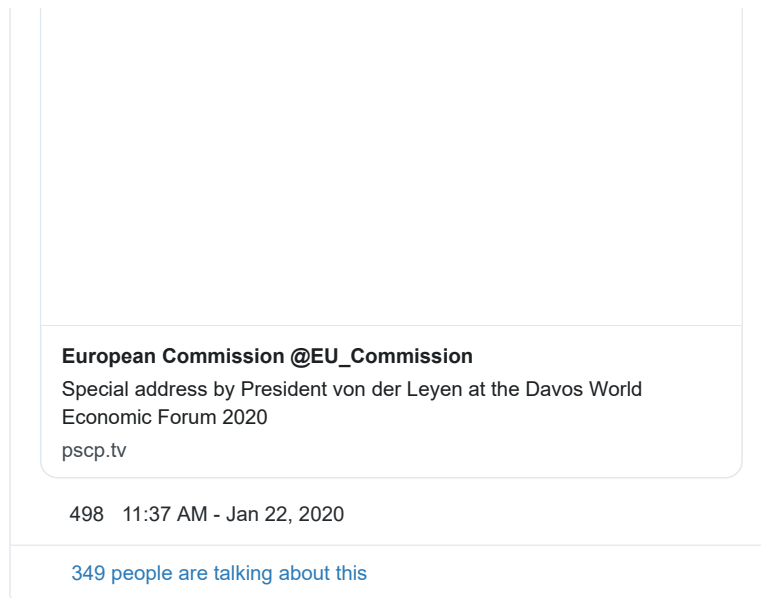 European Commission @EU_Commission
Special address by President von der Leyen at the Davos World
Economic Forum 2020
pscp.tv
498 11:37 AM - Jan 22, 2020
349 people are talking about this